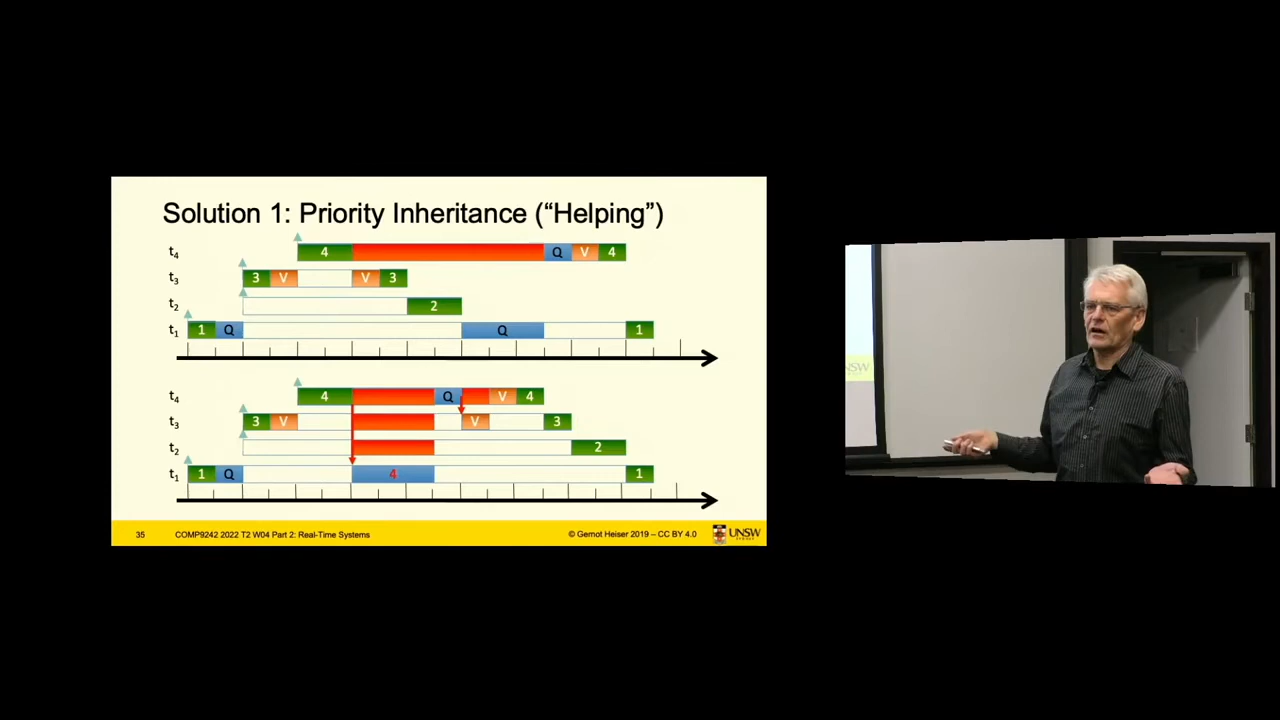 Solution 1: Priority Inheritance (“Helping”)
t4 4 Q V 4
t3 3 V V 3
t2 2
t1 1 Q Q 1
t4 4 Q V 4
t3 3 V V 3
t2 2
t1 1 Q 4 1
35 COMP9242 2022 T2 W04 Part 2: Real-Time Systems © Gernot Heiser 2019 – CC BY 4.0 UNSW